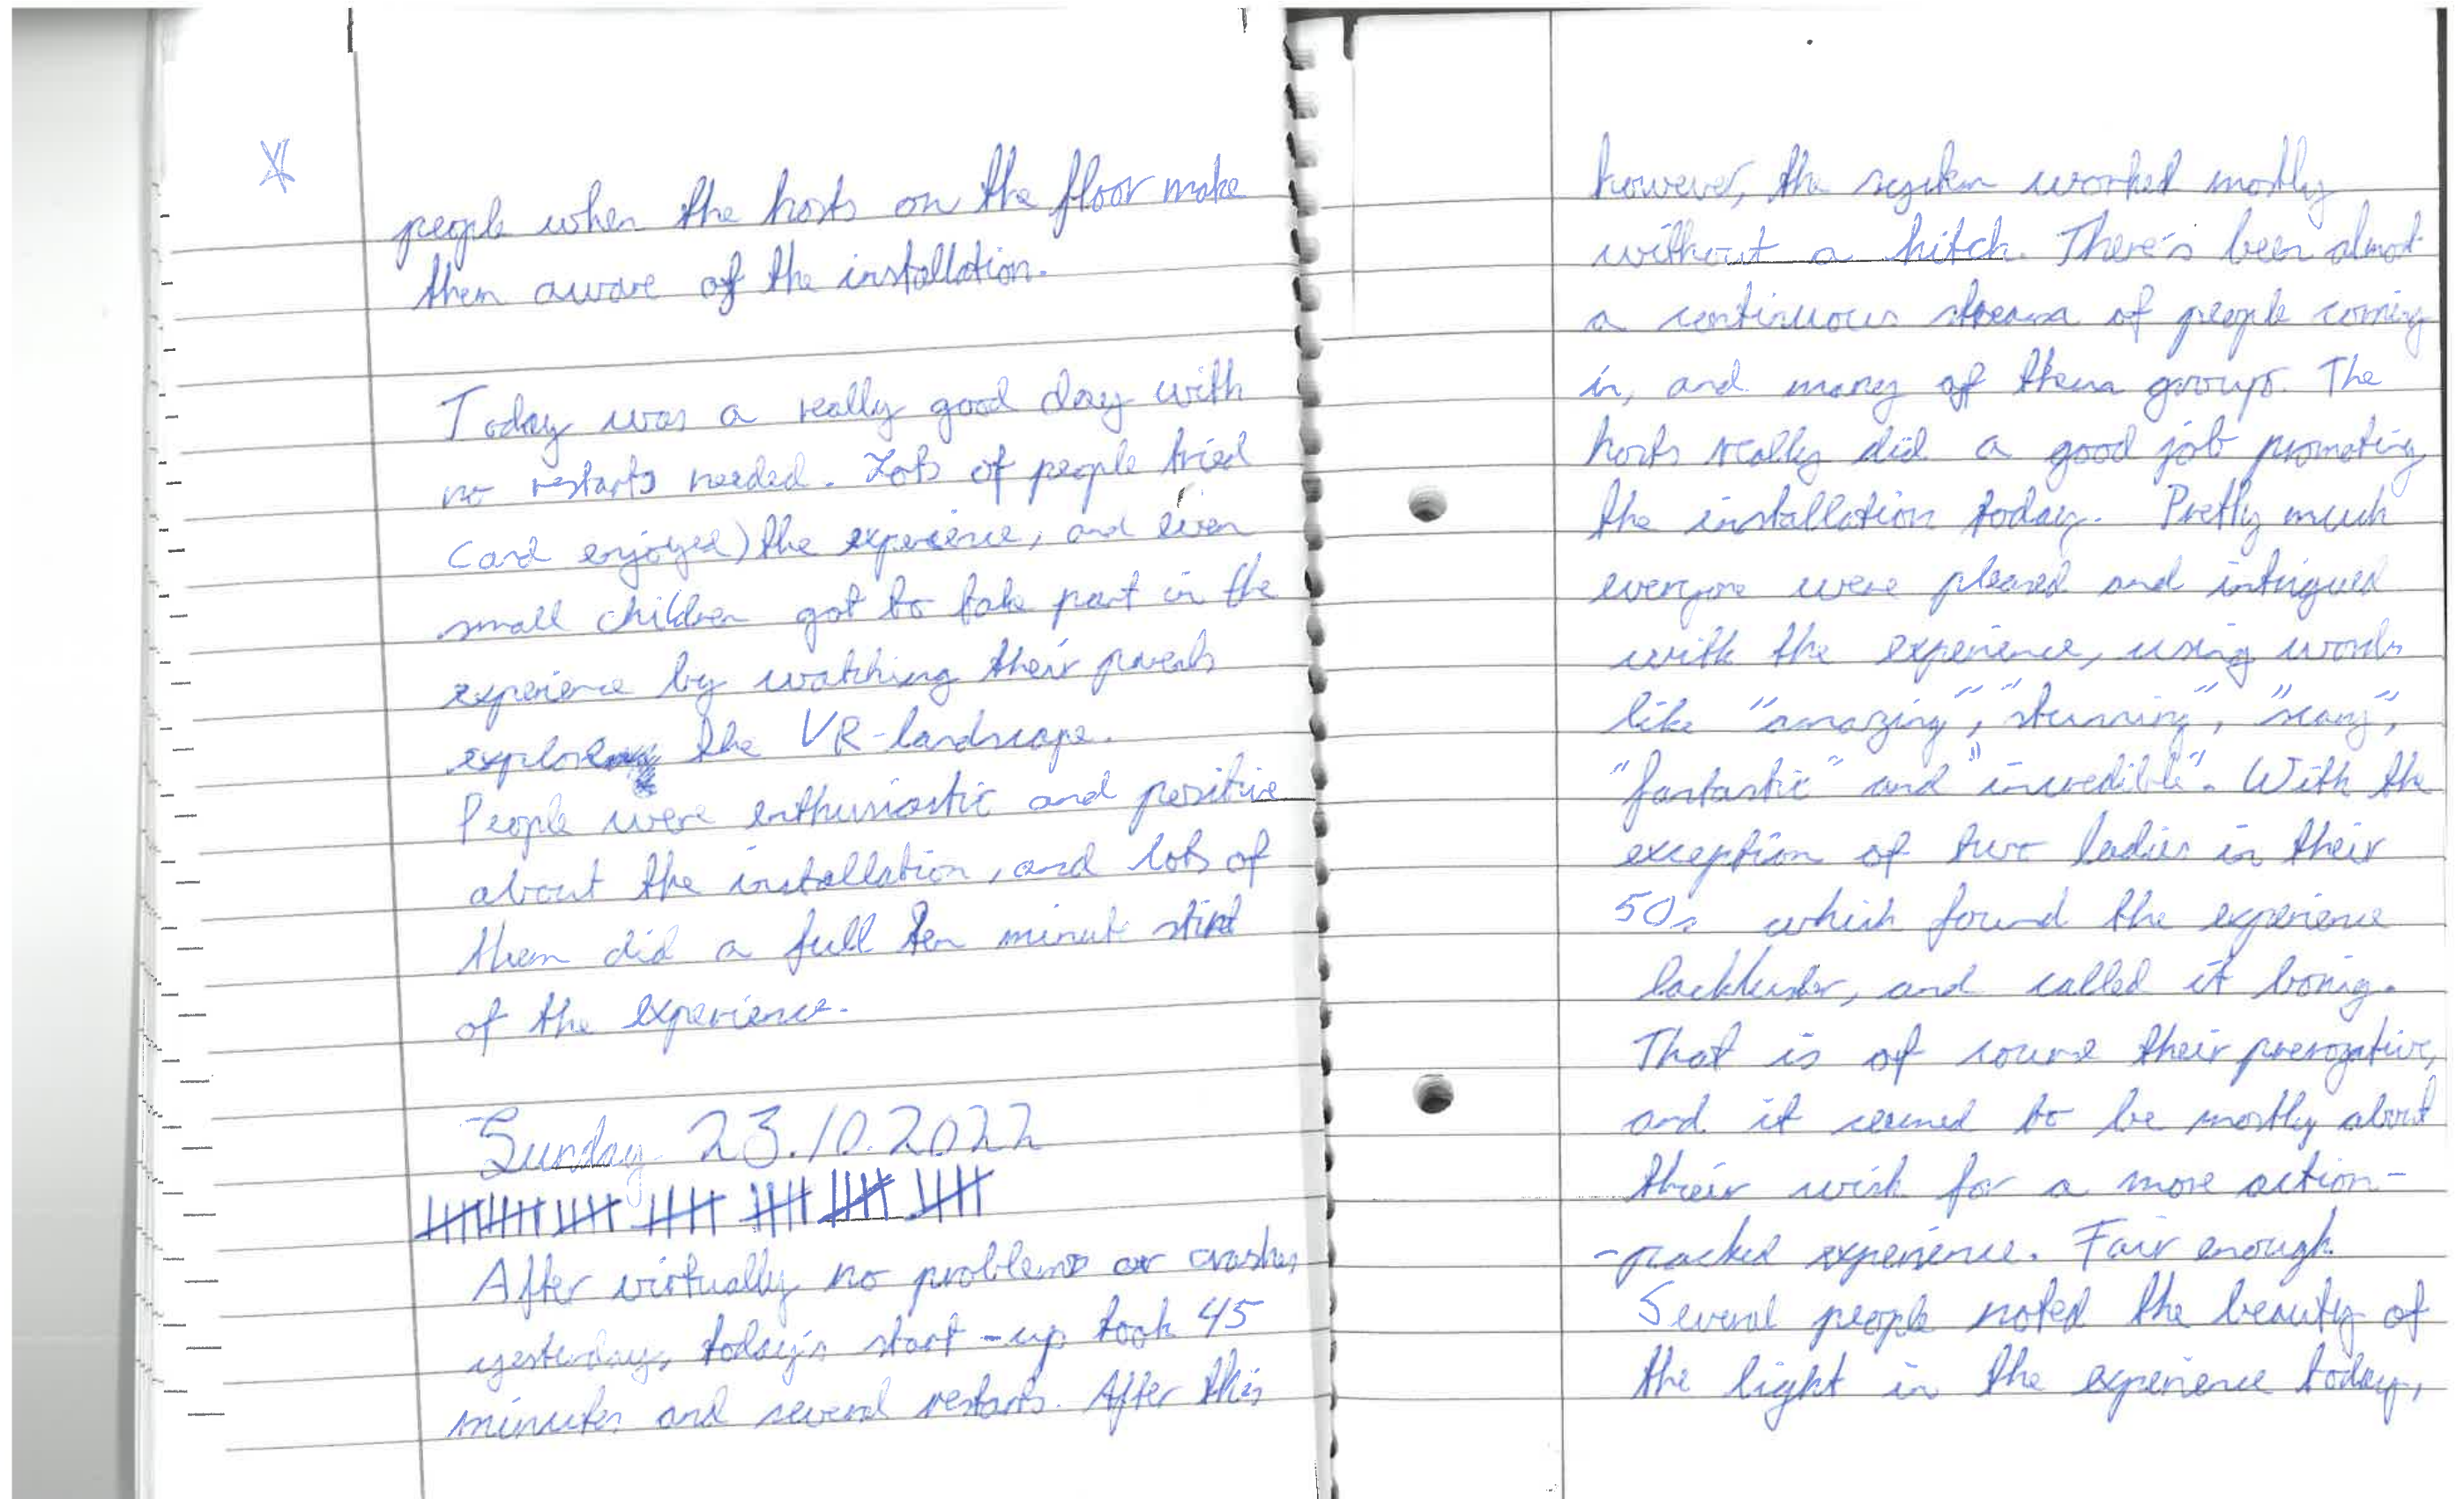 people when the hosts on the floor make
them aware of the installation.
Today was a really good day with
no restarts needed. Lots of people tried
(and enjoyed) the experience, and even
small children got to take part in the
experience by watching their parents
explore the VR-landscape.
People were enthusiastic and positive
about the installation, and lots of
them did a full ten minute stint
of the experience.
Sunday 23.10.2022
After virtually no problems or crashes
yesterday, today's start-up took 45
minutes and several restarts. After this
however, the system worked mostly
without a hitch. There's been almost
a continuous stream of people coming
in, and many of them groups. The
hosts really did a good job promoting
the installation today. Pretty much
everyone were pleased and intrigued
with the experience, using words
like "amazing", "stunning", "scary",
"fantastic" and "incredible". With the
exception of two ladies in their
50s which found the experience
lackluster, and called it boring.
That is of course their prerogative,
and it seemed to be mostly about
their wish for a more action-
-packed experience. Fair enough.
Several people noted the beauty of
the light in the experience today,